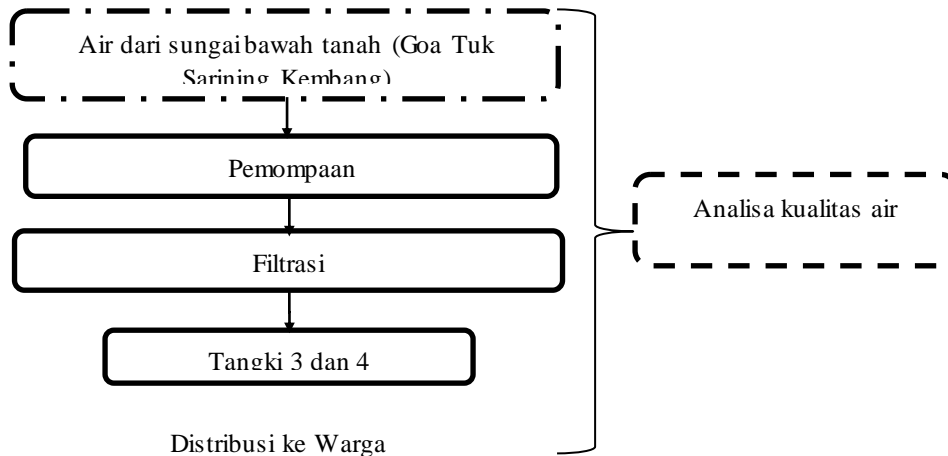 Air dari sungai bawah tanah (Goa Tuk
Sarining Kembang)
Pemompaan
Filtrasi
Tangki 3 dan 4
Distribusi ke Warga
Analisa kualitas air